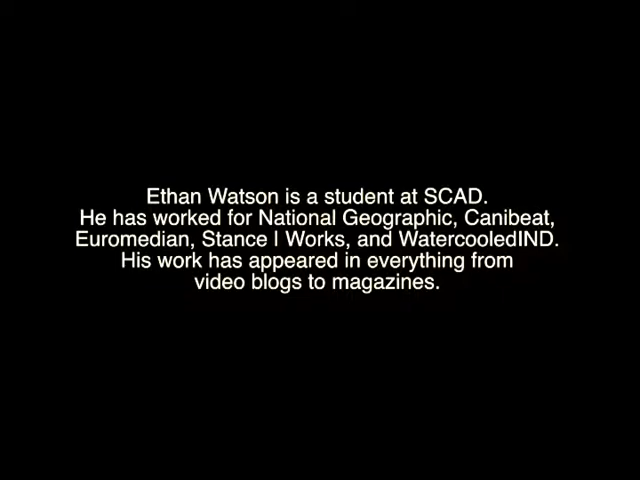 Ethan Watson is a student at SCAD.
He has worked for National Geographic, Canibeat,
Euromedian, Stance | Works, and WatercooledIND.
His work has appeared in everything from
video blogs to magazines.